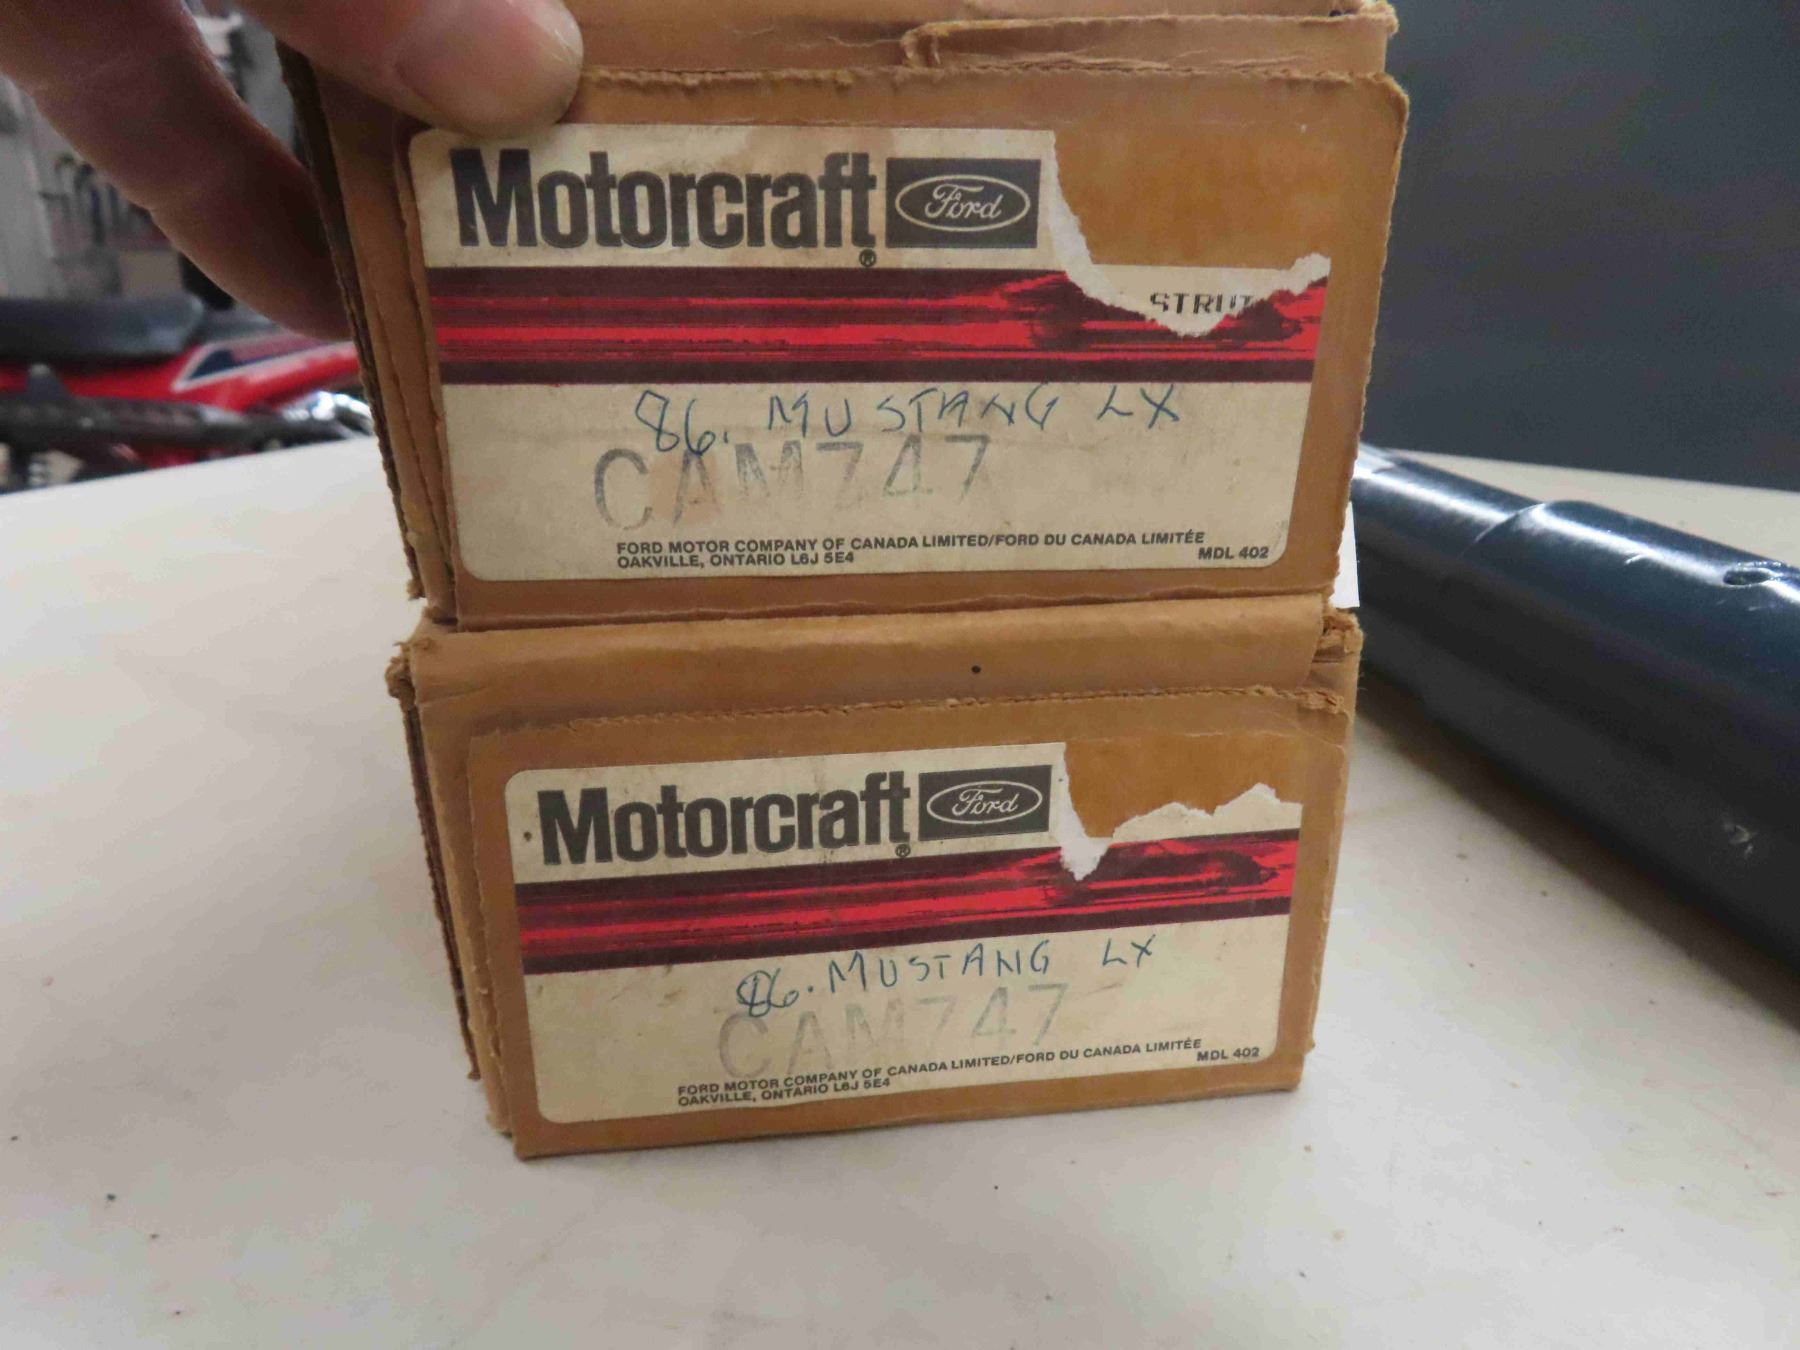 Motorcraft® Ford
STRUT
86. MUSTANG LX
CAM747
FORD MOTOR COMPANY OF CANADA LIMITED/FORD DU CANADA LIMITÉE
OAKVILLE, ONTARIO L6J 5E4 MDL 402
Motorcraft® Ford
86. MUSTANG LX
CAM747
FORD MOTOR COMPANY OF CANADA LIMITED/FORD DU CANADA LIMITÉE
OAKVILLE, ONTARIO L6J 5E4 MDL 402